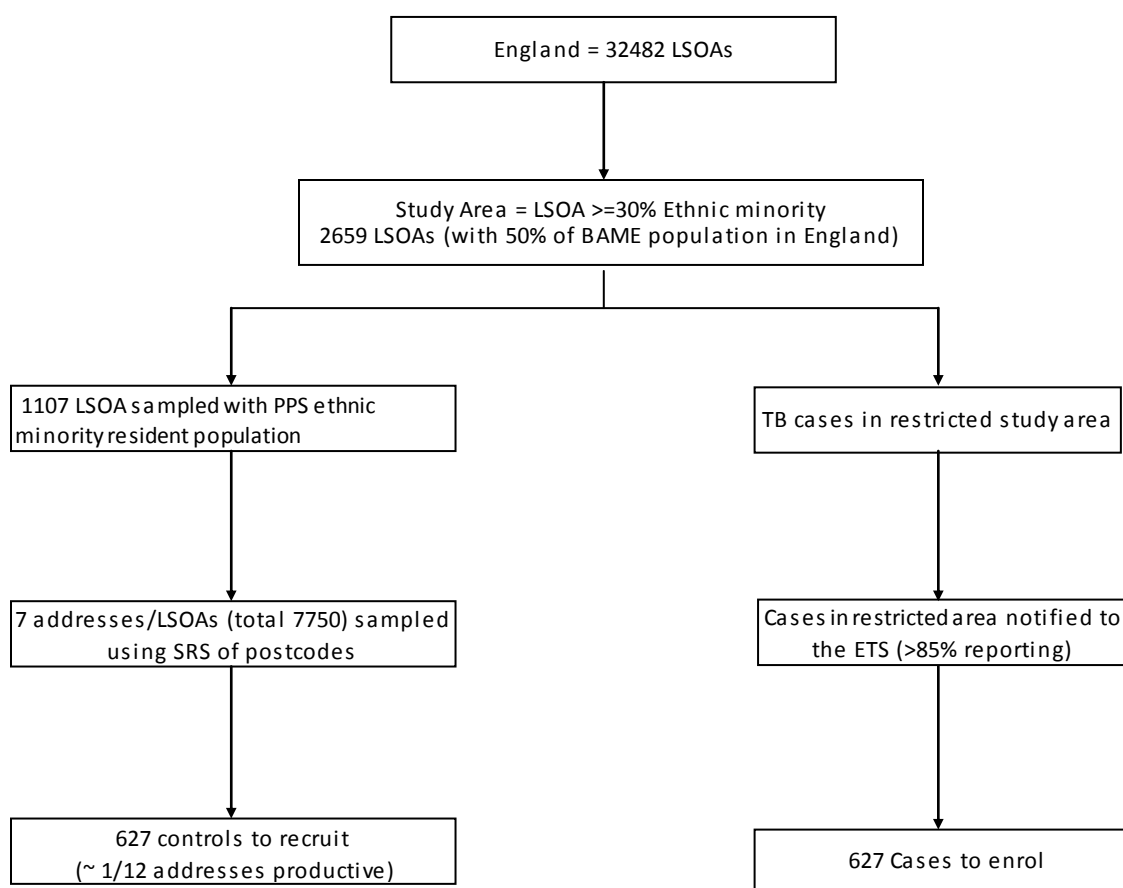 England = 32482 LSOAs
Study Area = LSOA >=30% Ethnic minority
2659 LSOAs (with 50% of BAME population in England)
1107 LSOA sampled with PPS ethnic
minority resident population
TB cases in restricted study area
7 addresses/LSOAs (total 7750) sampled
using SRS of postcodes
Cases in restricted area notified to
the ETS (>85% reporting)
627 controls to recruit
(~ 1/12 addresses productive)
627 Cases to enrol